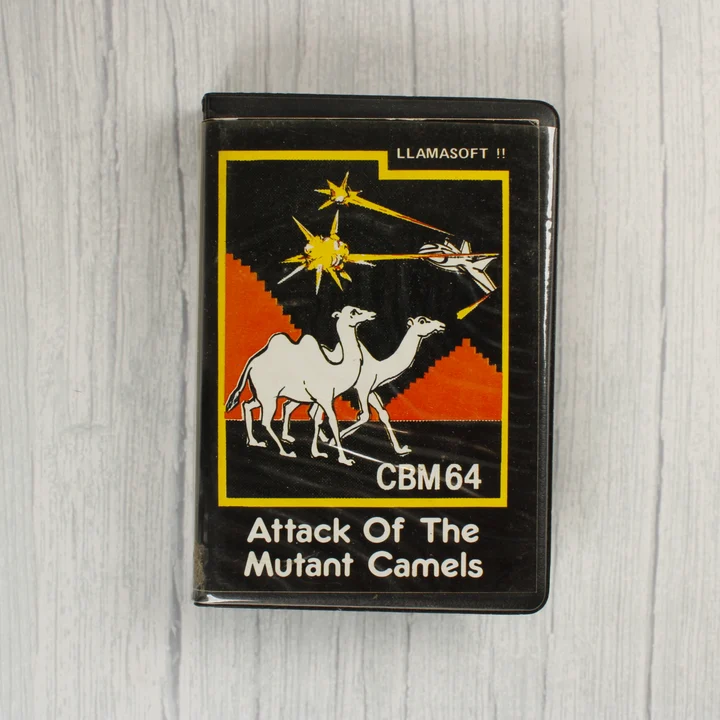 LLAMASOFT !!
CBM64
Attack Of The
Mutant Camels